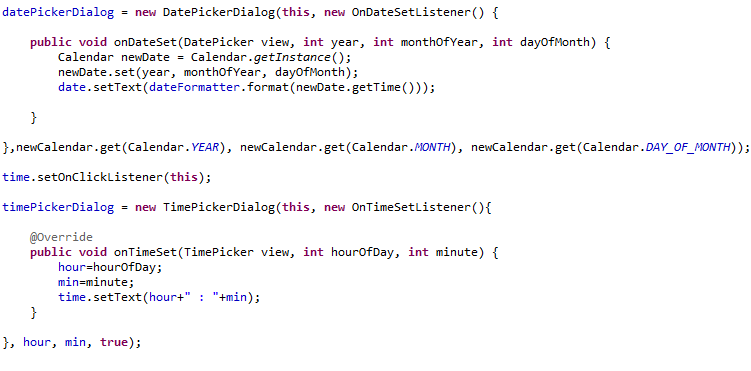 datePickerDialog = new DatePickerDialog(this, new OnDateSetListener() {
public void onDateSet(DatePicker view, int year, int monthOfYear, int dayOfMonth) {
Calendar newDate = Calendar.getInstance();
newDate.set(year, monthOfYear, dayOfMonth);
date.setText(dateFormatter.format(newDate.getTime()));
}
},newCalendar.get(Calendar.YEAR), newCalendar.get(Calendar.MONTH), newCalendar.get(Calendar.DAY_OF_MONTH));
time.setOnClickListener(this);
timePickerDialog = new TimePickerDialog(this, new OnTimeSetListener(){
@Override
public void onTimeSet(TimePicker view, int hourOfDay, int minute) {
hour=hourOfDay;
min=minute;
time.setText(hour+" : "+min);
}
}, hour, min, true);